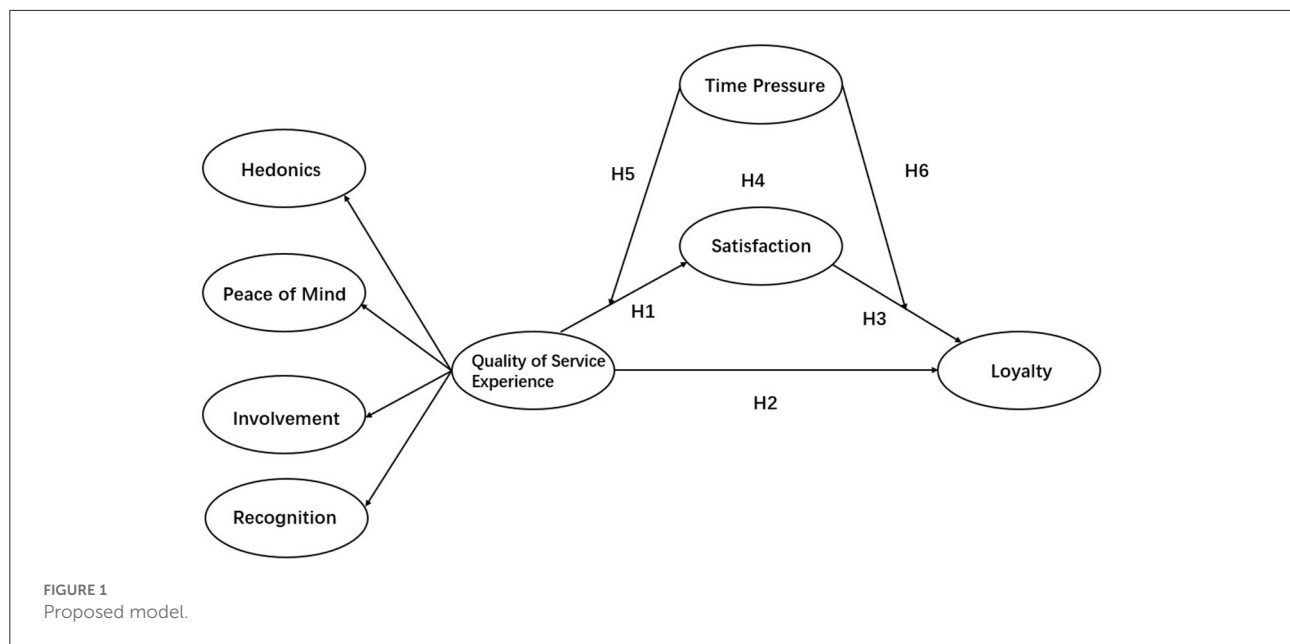 Time Pressure
Hedonics
H5
H4
H6
Satisfaction
Peace of Mind
H1
H3
Quality of Service
Experience
Loyalty
H2
Involvement
Recognition
FIGURE 1
Proposed model.